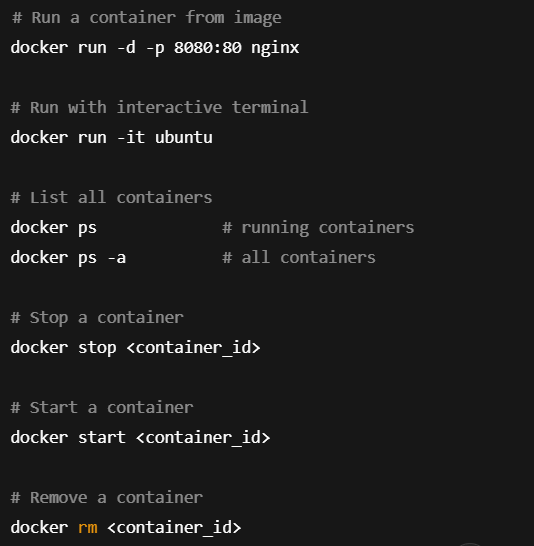 # Run a container from image
docker run -d -p 8080:80 nginx
# Run with interactive terminal
docker run -it ubuntu
# List all containers
docker ps          # running containers
docker ps -a          # all containers
# Stop a container
docker stop <container_id>
# Start a container
docker start <container_id>
# Remove a container
docker rm <container_id>